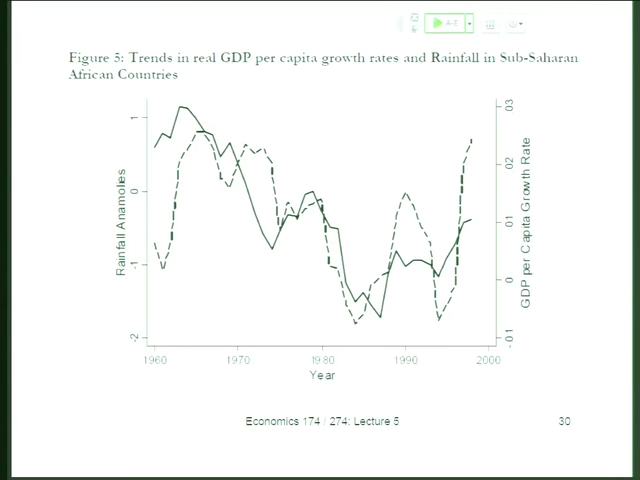 A-E
Figure 5: Trends in real GDP per capita growth rates and Rainfall in Sub-Saharan
African Countries
Rainfall Anamolies
1
0
-1
-2
GDP per Capita Growth Rate
.03
.02
.01
0
-.01
1960 1970 1980 1990 2000
Year
Economics 174 / 274: Lecture 5
30